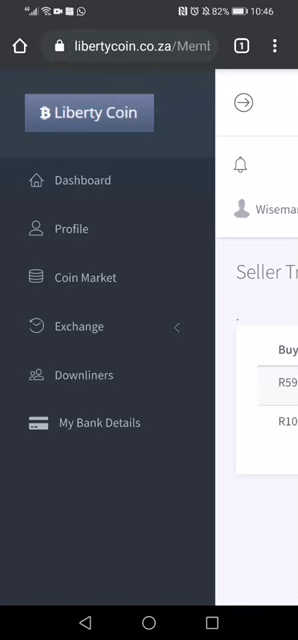 82% 10:46
libertycoin.co.za/Memb
1
Liberty Coin
Dashboard
Profile
Wisema
Coin Market
Seller Tr
Exchange
Buy
Downliners
R59
My Bank Details
R10